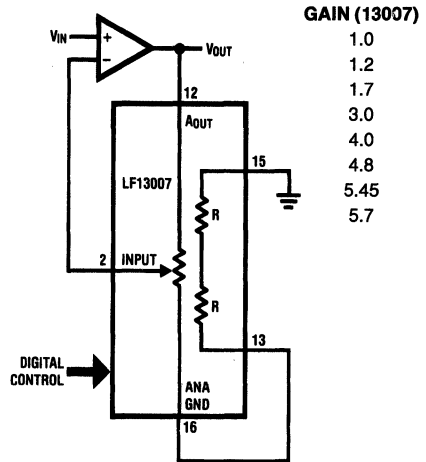 GAIN (13007)
1.0
1.2
1.7
3.0
4.0
4.8
5.45
5.7
VIN
+
−
VOUT
12
AOUT
15
LF13007
R
2
INPUT
R
13
DIGITAL
CONTROL
ANA
GND
16